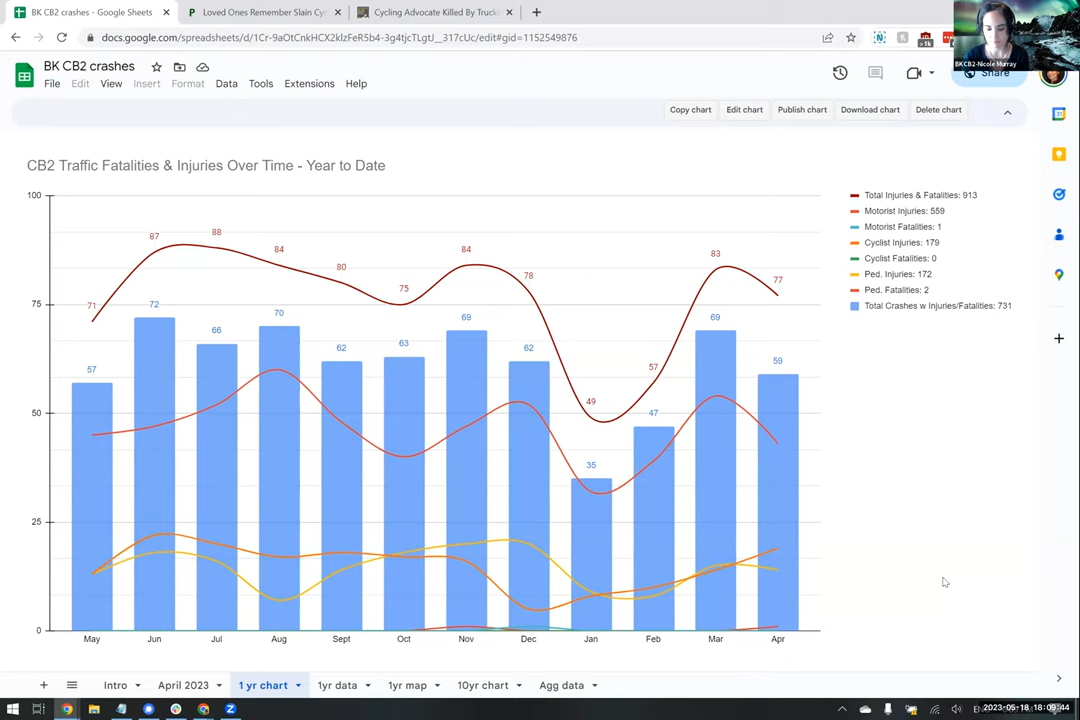 BK CB2 crashes - Google Sheets
Loved Ones Remember Slain Cyc
Cycling Advocate Killed By Truck
docs.google.com/spreadsheets/d/1Cr-9aOtCnkHCX2klzFeR5b4-3g4tjcTLgtU_317cUc/edit#gid=1152549876
BKCB2-Nicole Murray
BK CB2 crashes
Share
File Edit View Insert Format Data Tools Extensions Help
Copy chart Edit chart Publish chart Download chart Delete chart
CB2 Traffic Fatalities & Injuries Over Time - Year to Date
Total Injuries & Fatalities: 913
Motorist Injuries: 559
Motorist Fatalities: 1
Cyclist Injuries: 179
Cyclist Fatalities: 0
Ped. Injuries: 172
Ped. Fatalities: 2
Total Crashes w Injuries/Fatalities: 731
100
75
50
25
0
71 87 88 84 80 75 84 78 49 57 83 77
57 72 66 70 62 63 69 62 35 47 69 59
May Jun Jul Aug Sept Oct Nov Dec Jan Feb Mar Apr
Intro April 2023 1 yr chart 1yr data 1yr map 10yr chart Agg data
2023-05-18 18:09:44